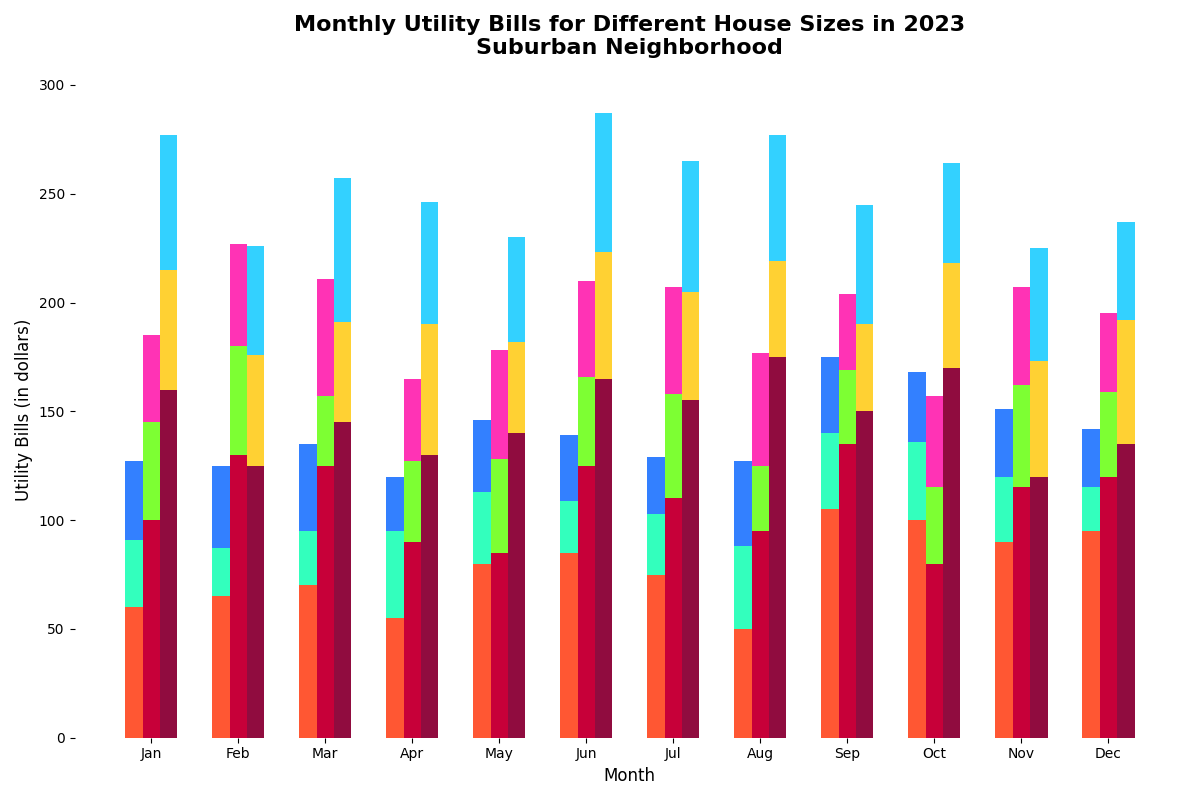 Monthly Utility Bills for Different House Sizes in 2023
Suburban Neighborhood
300
250
200
150
100
50
0
Utility Bills (in dollars)
Jan Feb Mar Apr May Jun Jul Aug Sep Oct Nov Dec
Month